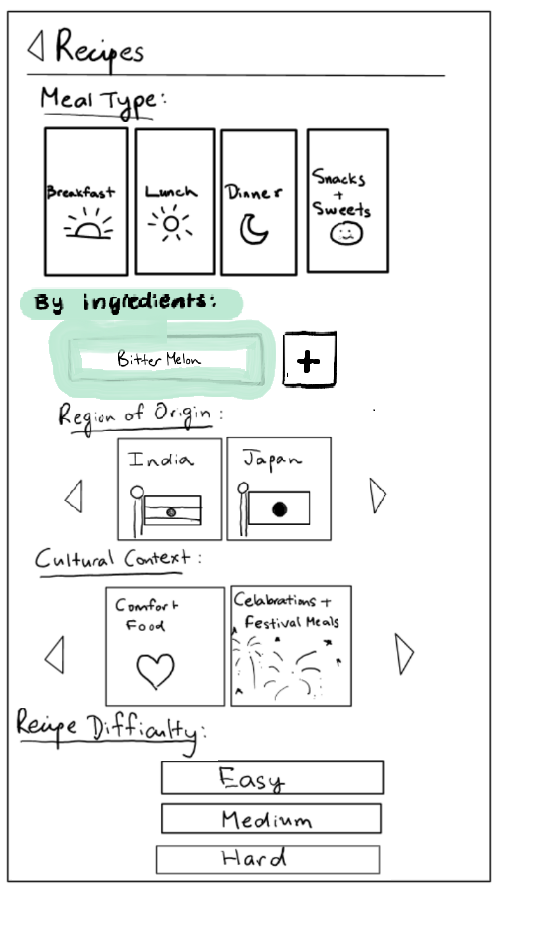 Recipes
Meal Type:
Breakfast
Lunch
Dinner
Snacks
+
Sweets
By ingredients:
Bitter Melon
+
Region of Origin:
India
Japan
Cultural Context:
Comfort
Food
Celabrations +
Festival Meals
Recipe Difficulty:
Easy
Medium
Hard